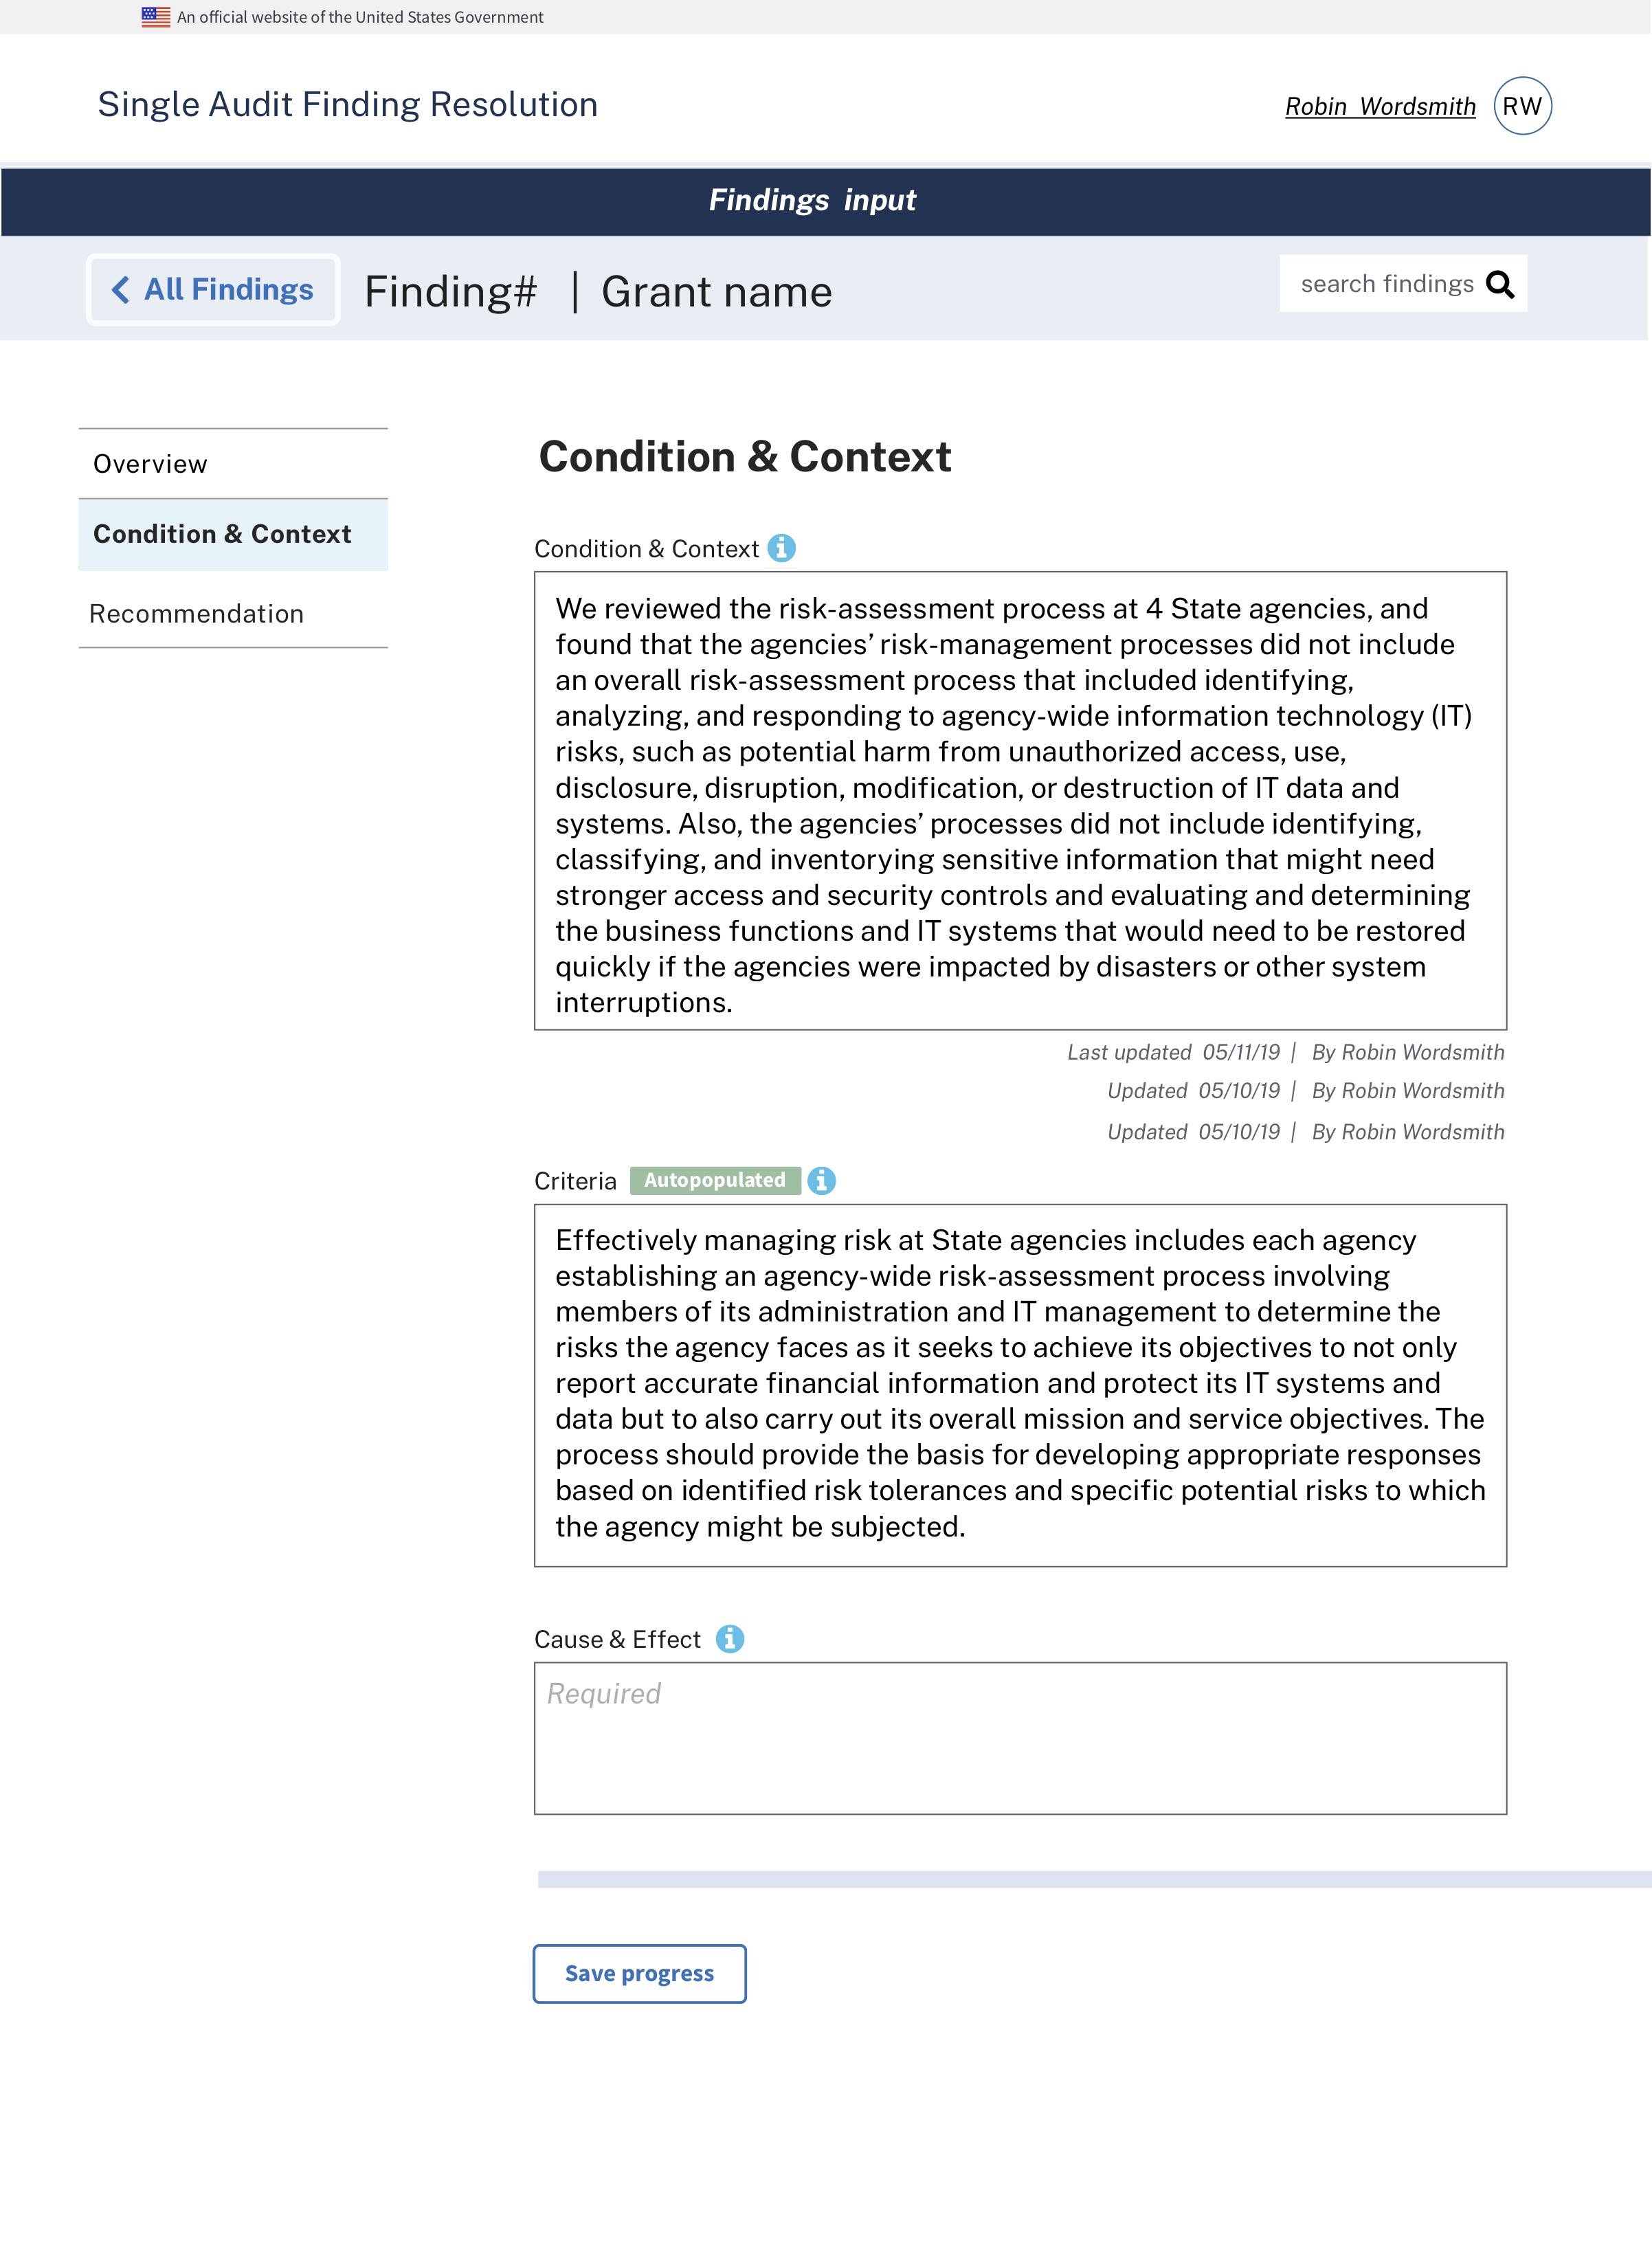 An official website of the United States Government
Single Audit Finding Resolution
Robin Wordsmith RW
Findings input
All Findings
Finding# | Grant name
search findings
Overview
Condition & Context
Recommendation
Condition & Context
Condition & Context
We reviewed the risk-assessment process at 4 State agencies, and
found that the agencies’ risk-management processes did not include
an overall risk-assessment process that included identifying,
analyzing, and responding to agency-wide information technology (IT)
risks, such as potential harm from unauthorized access, use,
disclosure, disruption, modification, or destruction of IT data and
systems. Also, the agencies’ processes did not include identifying,
classifying, and inventorying sensitive information that might need
stronger access and security controls and evaluating and determining
the business functions and IT systems that would need to be restored
quickly if the agencies were impacted by disasters or other system
interruptions.
Last updated 05/11/19 | By Robin Wordsmith
Updated 05/10/19 | By Robin Wordsmith
Updated 05/10/19 | By Robin Wordsmith
Criteria Autopopulated
Effectively managing risk at State agencies includes each agency
establishing an agency-wide risk-assessment process involving
members of its administration and IT management to determine the
risks the agency faces as it seeks to achieve its objectives to not only
report accurate financial information and protect its IT systems and
data but to also carry out its overall mission and service objectives. The
process should provide the basis for developing appropriate responses
based on identified risk tolerances and specific potential risks to which
the agency might be subjected.
Cause & Effect
Required
Save progress